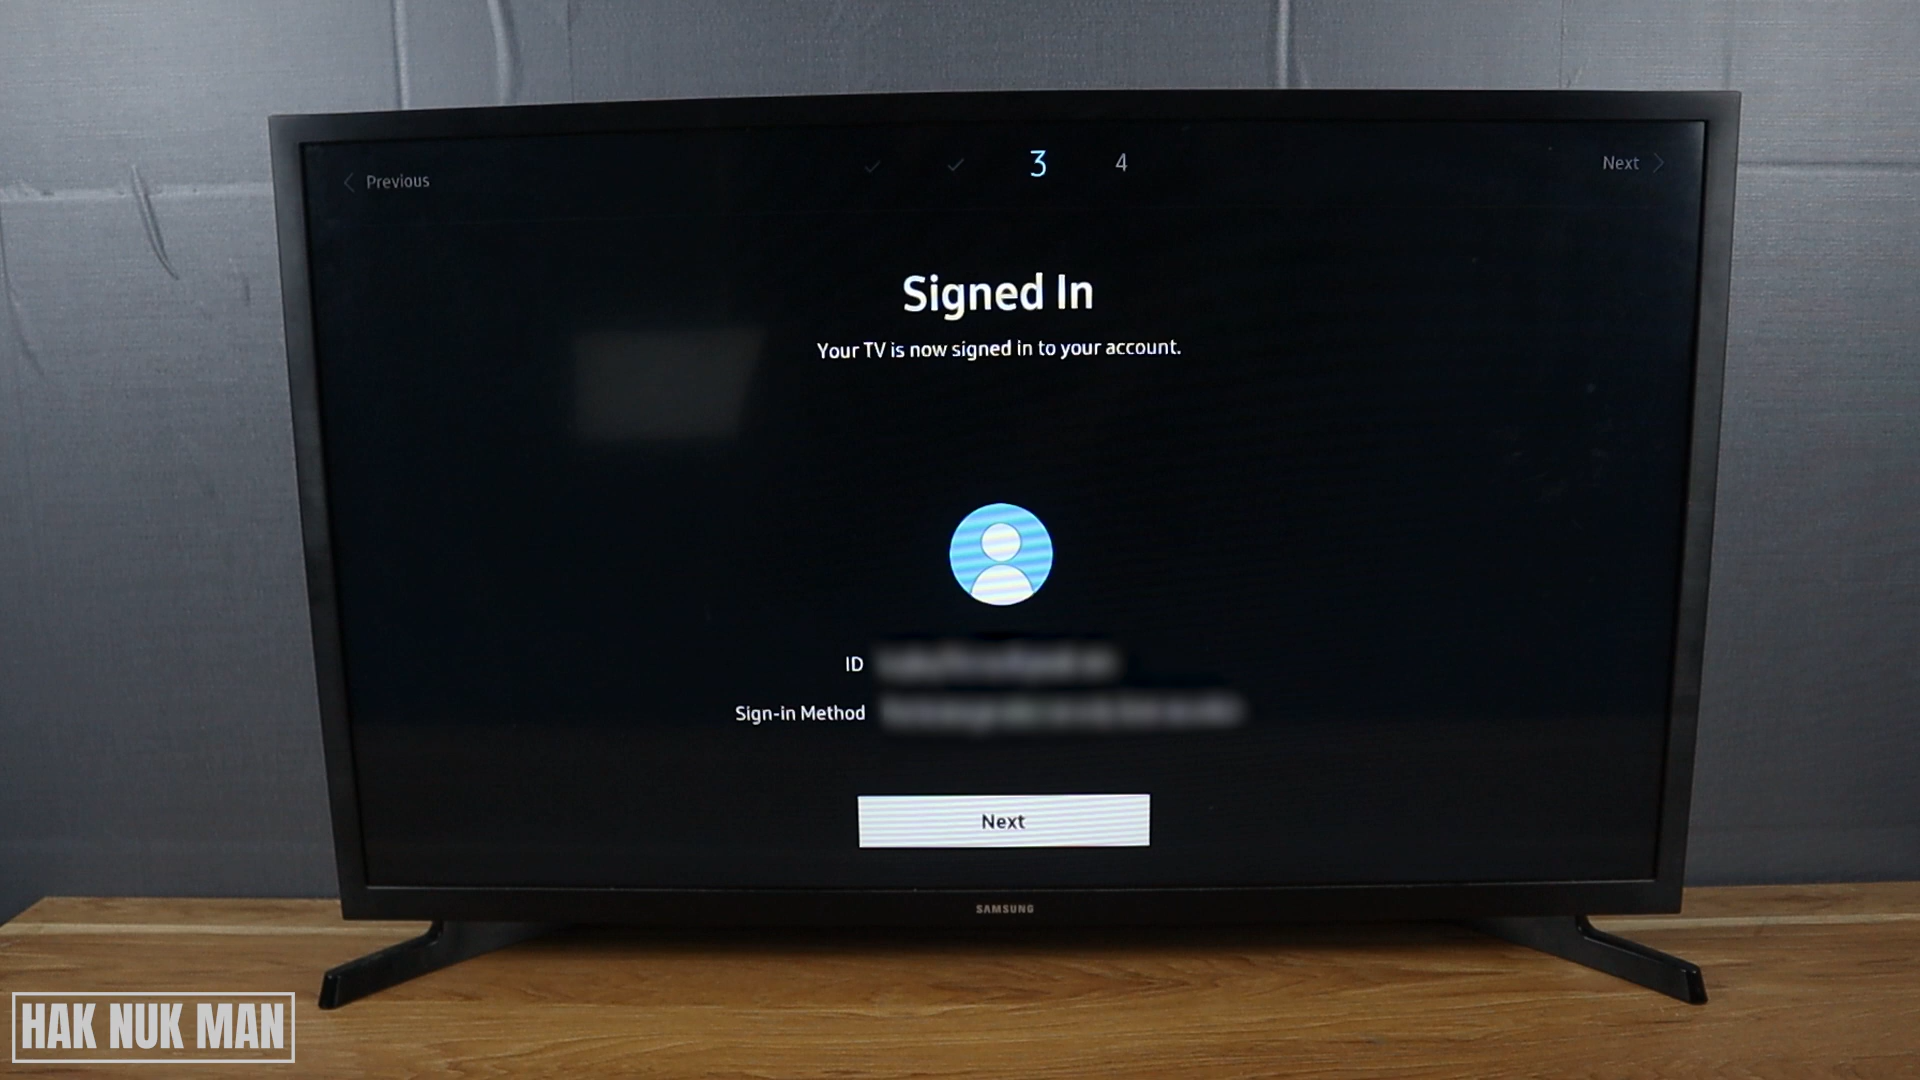 3 4
Previous
Next
Signed In
Your TV is now signed in to your account.
ID
Sign-in Method
Next
SAMSUNG
HAK NUK MAN